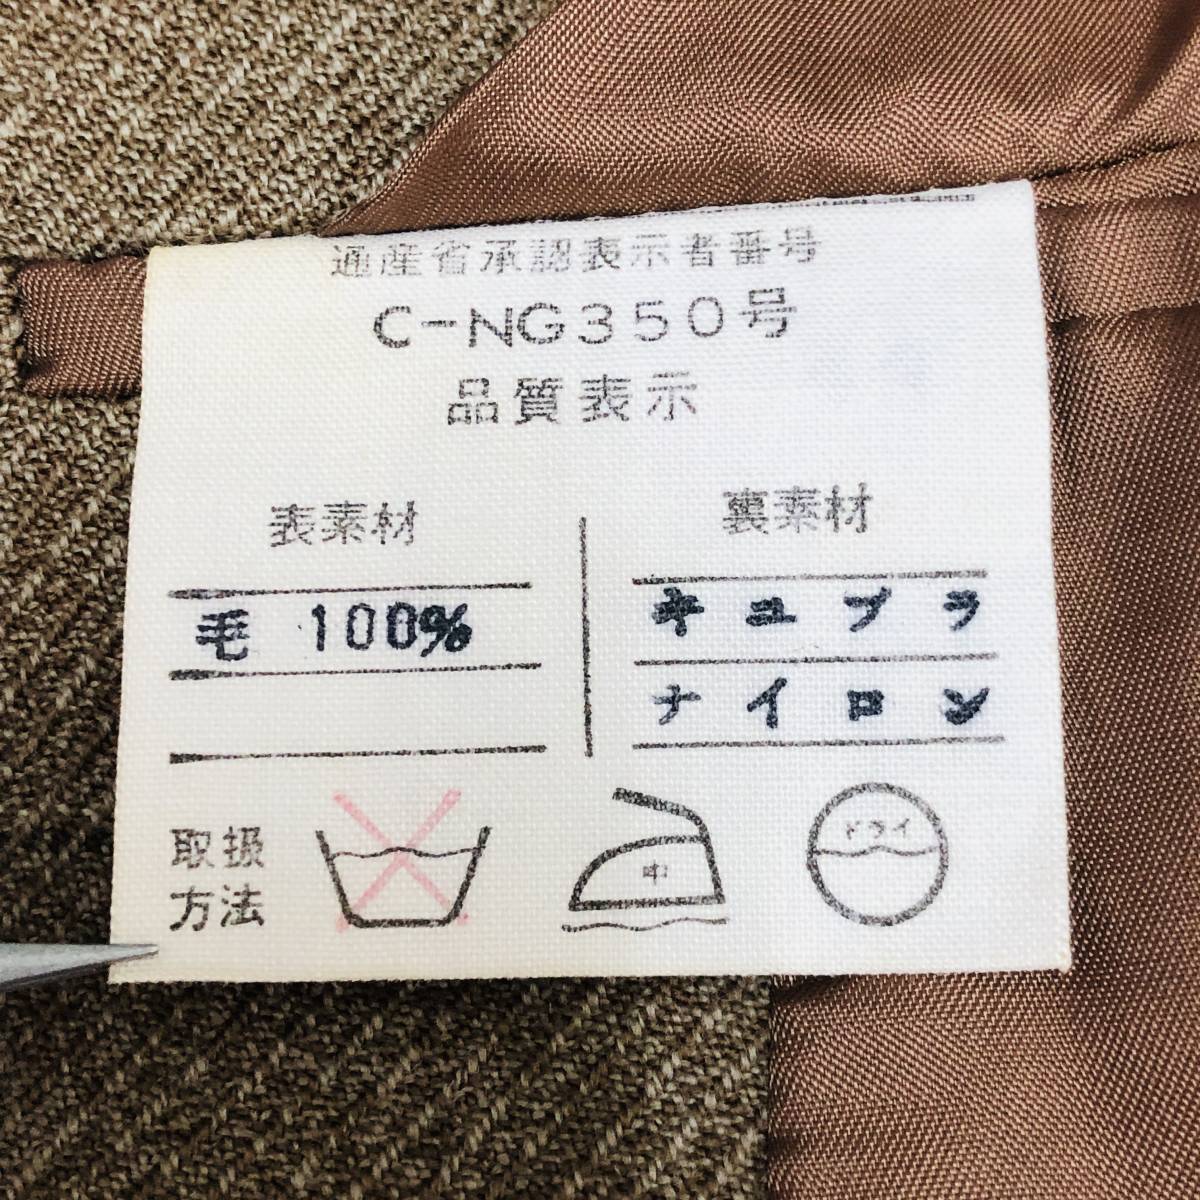 通産省承認表示者番号
C-NG350号
品質表示
表素材
毛 100%
裏素材
キュプラ
ナイロン
取扱
方法
中
ドライ